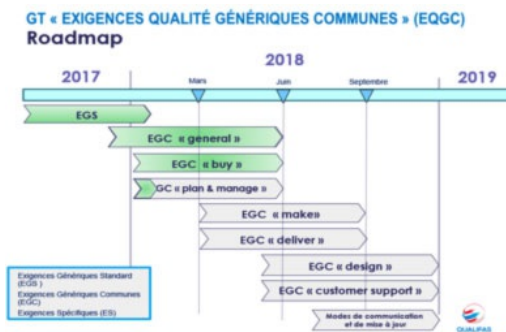 GT « EXIGENCES QUALITÉ GÉNÉRIQUES COMMUNES » (EQGC)
Roadmap
2018
2017
2019
Mars
Juin
Septembre
EGS
EGC « general »
EGC « buy »
GC « plan & manage »
EGC « make»
EGC « deliver »
EGC « design »
EGC « customer support »
Modes de communication
et de mise à jour
Exigences Génériques Standard
(EGS )
Exigences Génériques Communes
(EGC)
Exigences Spécifiques (ES)
QUALIFAS